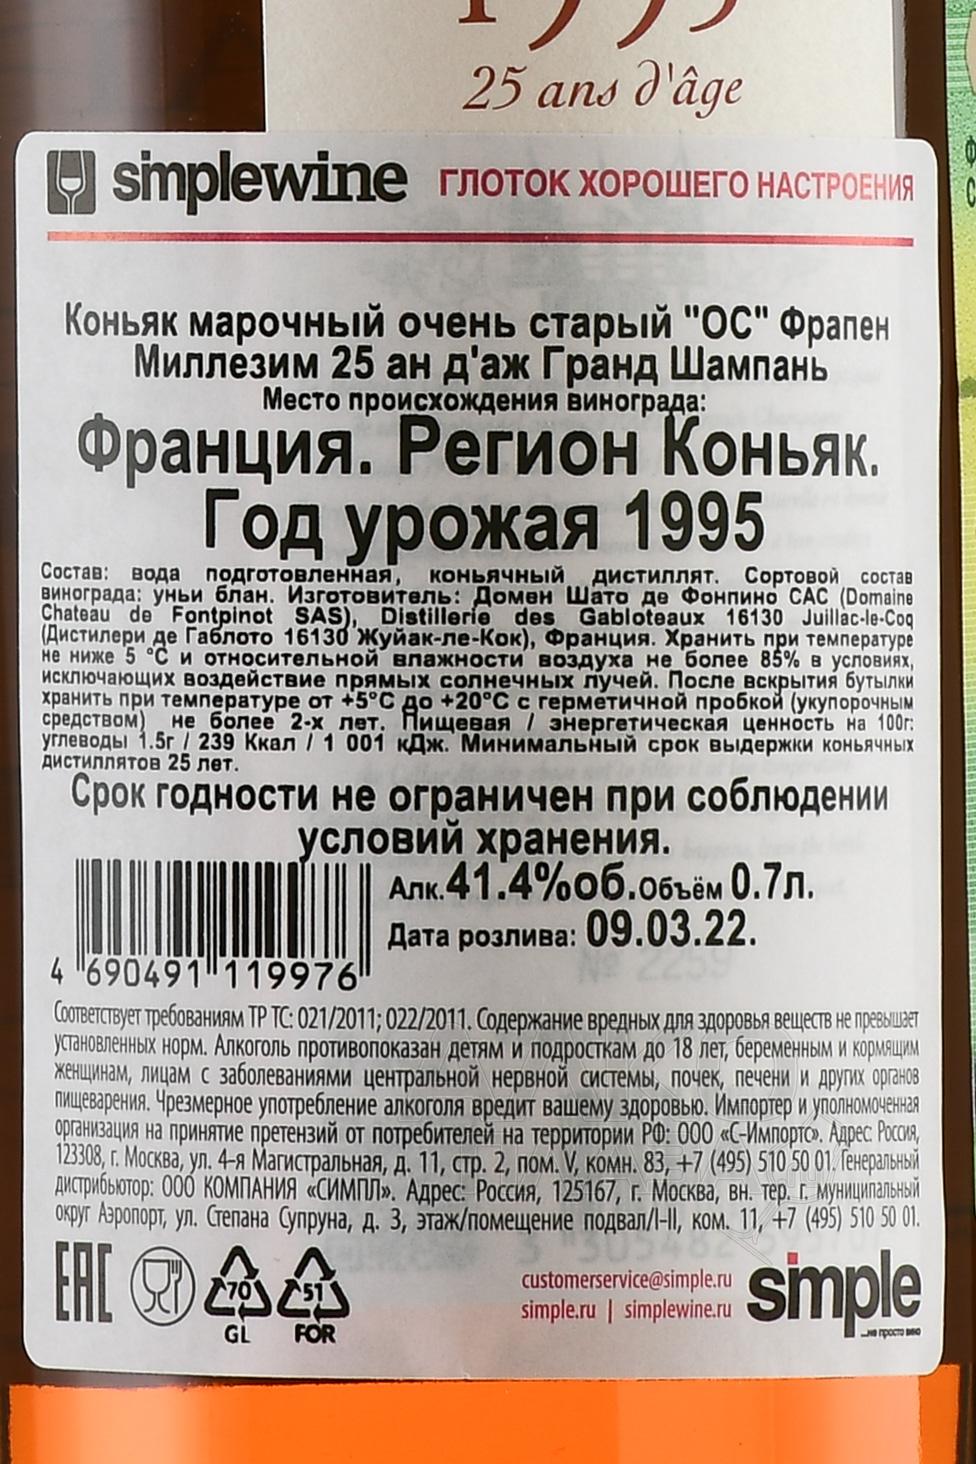 1995
25 ans d'âge
simplewine ГЛОТОК ХОРОШЕГО НАСТРОЕНИЯ
Коньяк марочный очень старый "ОС" Фрапен
Миллезим 25 ан д'аж Гранд Шампань
Место происхождения винограда:
Франция. Регион Коньяк.
Год урожая 1995
Состав: вода подготовленная, коньячный дистиллят. Сортовой состав
винограда: уньи блан. Изготовитель: Домен Шато де Фонпино САС (Domaine
Chateau de Fontpinot SAS), Distillerie des Gabloteaux 16130 Juillac-le-Coq
(Дистилери де Габлото 16130 Жуйак-ле-Кок), Франция. Хранить при температуре
не ниже 5 °С и относительной влажности воздуха не более 85% в условиях,
исключающих воздействие прямых солнечных лучей. После вскрытия бутылки
хранить при температуре от +5°С до +20°С с герметичной пробкой (укупорочным
средством) не более 2-х лет. Пищевая / энергетическая ценность на 100г:
углеводы 1.5г / 239 Ккал / 1 001 кДж. Минимальный срок выдержки коньячных
дистиллятов 25 лет.
Срок годности не ограничен при соблюдении
условий хранения.
Алк.41.4%об.Объём 0.7л.
Дата розлива: 09.03.22.
4 690491 119976
№ 2259
Соответствует требованиям ТР ТС: 021/2011; 022/2011. Содержание вредных для здоровья веществ не превышает
установленных норм. Алкоголь противопоказан детям и подросткам до 18 лет, беременным и кормящим
женщинам, лицам с заболеваниями центральной нервной системы, почек, печени и других органов
пищеварения. Чрезмерное употребление алкоголя вредит вашему здоровью. Импортер и уполномоченная
организация на принятие претензий от потребителей на территории РФ: ООО «С-Импортс». Адрес: Россия,
123308, г. Москва, ул. 4-я Магистральная, д. 11, стр. 2, пом. V, комн. 83, +7 (495) 510 50 01. Генеральный
дистрибьютор: ООО КОМПАНИЯ «СИМПЛ». Адрес: Россия, 125167, г. Москва, вн. тер. г. муниципальный
округ Аэропорт, ул. Степана Супруна, д. 3, этаж/помещение подвал/I-II, ком. 11, +7 (495) 510 50 01.
EAC 70 GL 51 FOR
customerservice@simple.ru
simple.ru | simplewine.ru
simple
...не просто вино